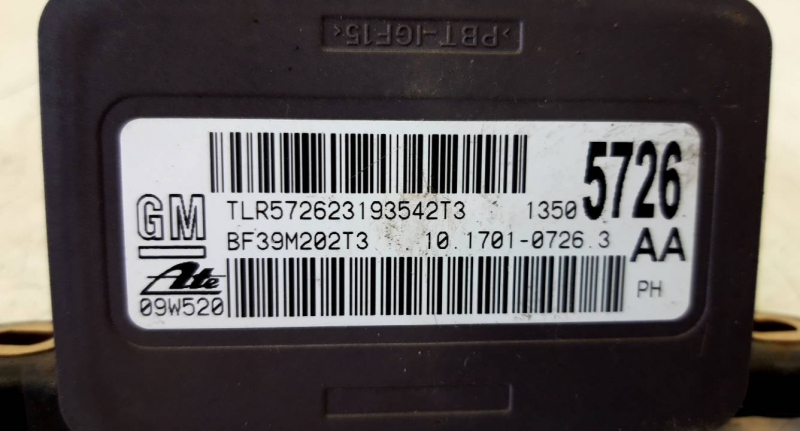 >PBT-IGF15<
GM
TLR572623193542T3 1350 5726
BF39M202T3 10.1701-0726.3 AA
Ate
09W520
PH